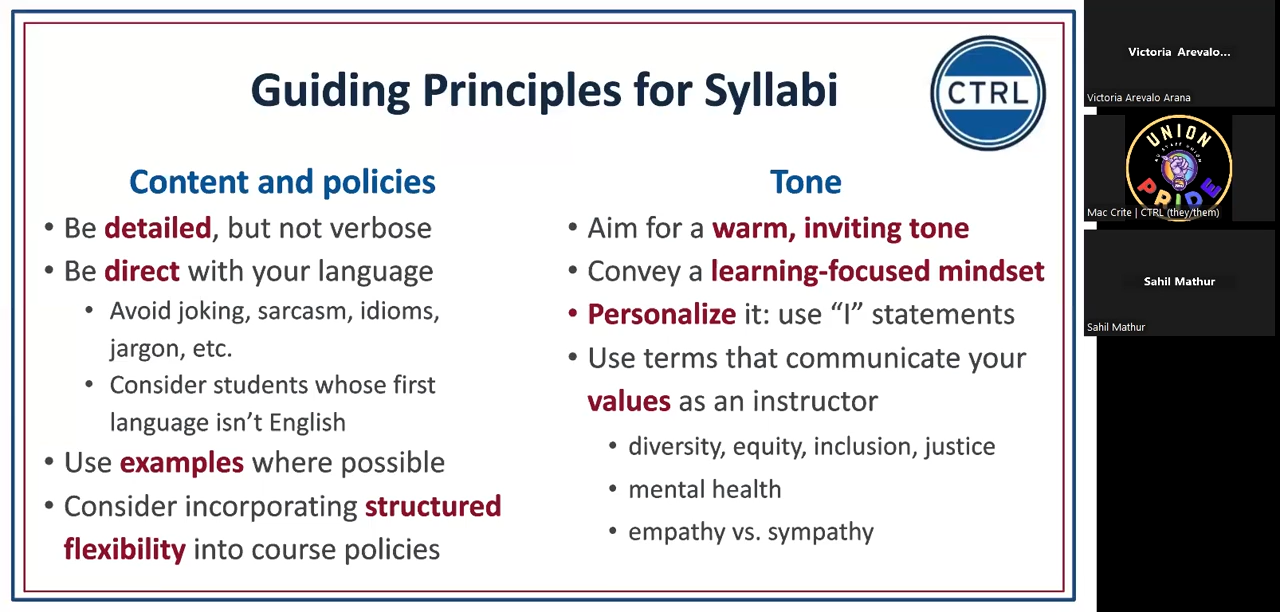 Guiding Principles for Syllabi
CTRL
Content and policies
• Be detailed, but not verbose
• Be direct with your language
• Avoid joking, sarcasm, idioms,
jargon, etc.
• Consider students whose first
language isn’t English
• Use examples where possible
• Consider incorporating structured
flexibility into course policies
Tone
• Aim for a warm, inviting tone
• Convey a learning-focused mindset
• Personalize it: use “I” statements
• Use terms that communicate your
values as an instructor
• diversity, equity, inclusion, justice
• mental health
• empathy vs. sympathy
Victoria Arevalo...
Victoria Arevalo Arana
UNION
AU STAFF UNION
PRIDE
Mac Crite | CTRL (they/them)
Sahil Mathur
Sahil Mathur